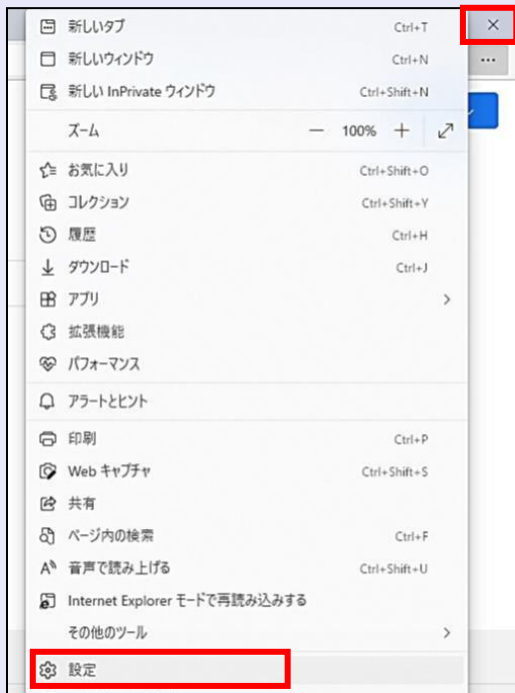 新しいタブ Ctrl+T
新しいウィンドウ Ctrl+N
新しい InPrivate ウィンドウ Ctrl+Shift+N
ズーム — 100% +
お気に入り Ctrl+Shift+O
コレクション Ctrl+Shift+Y
履歴 Ctrl+H
ダウンロード Ctrl+J
アプリ
拡張機能
パフォーマンス
アラートとヒント
印刷 Ctrl+P
Web キャプチャ Ctrl+Shift+S
共有
ページ内の検索 Ctrl+F
音声で読み上げる Ctrl+Shift+U
Internet Explorer モードで再読み込みする
その他のツール
設定